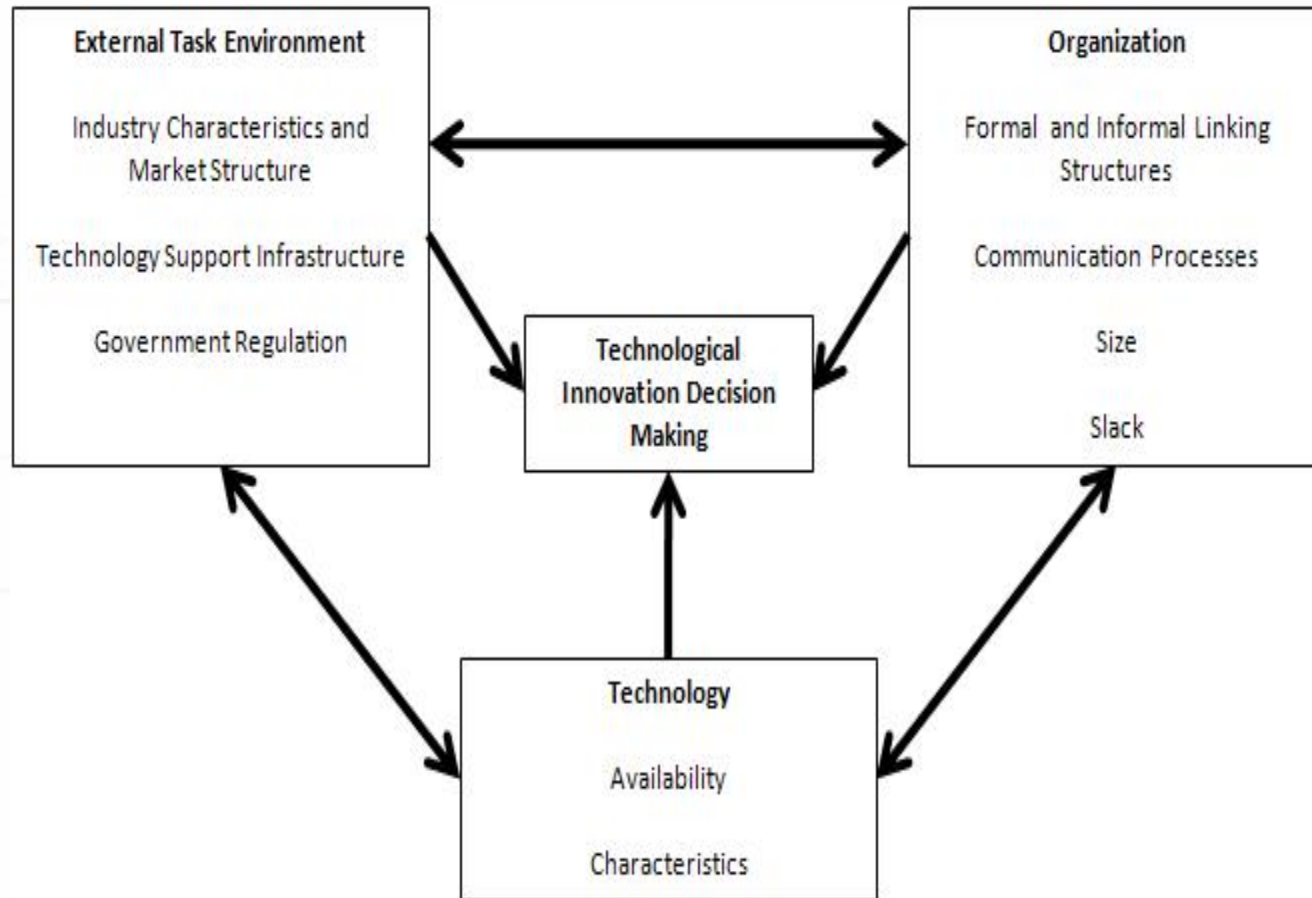 External Task Environment
Industry Characteristics and
Market Structure
Technology Support Infrastructure
Government Regulation
Organization
Formal and Informal Linking
Structures
Communication Processes
Size
Slack
Technological
Innovation Decision
Making
Technology
Availability
Characteristics